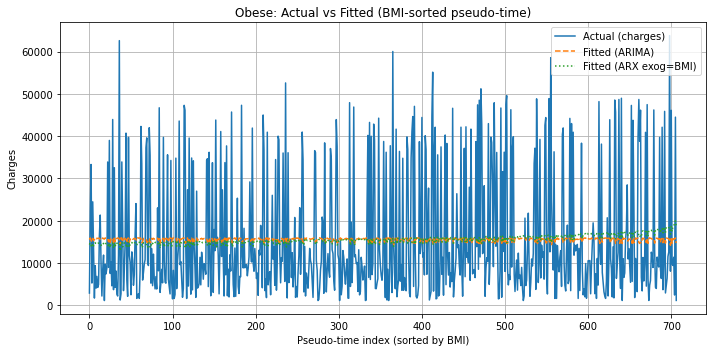 Obese: Actual vs Fitted (BMI-sorted pseudo-time)
Actual (charges)
Fitted (ARIMA)
Fitted (ARX exog=BMI)
60000
50000
40000
30000
20000
10000
0
Charges
0 100 200 300 400 500 600 700
Pseudo-time index (sorted by BMI)